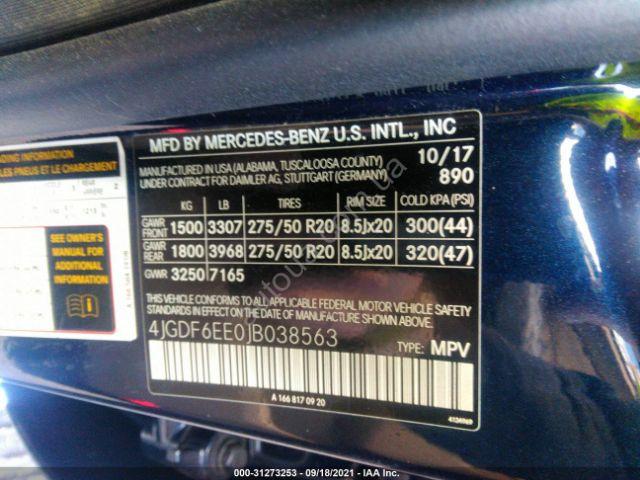 ADING INFORMATION
LES PNEUS ET LE CHARGEMENT
SEE OWNER'S
MANUAL
FOR MORE
INFORMATION
MFD BY MERCEDES-BENZ U.S. INTL., INC
MANUFACTURED IN USA (ALABAMA, TUSCALOOSA COUNTY) 10/17
UNDER CONTRACT FOR DAIMLER AG, STUTTGART (GERMANY) 890
KG LB TIRES RIM SIZE COLD KPA(PSI)
GAWR FRONT 1500 3307 275/50 R20 8.5Jx20 300(44)
GAWR REAR 1800 3968 275/50 R20 8.5Jx20 320(47)
GWR 3250 7165
THIS VEHICLE CONFORMS TO ALL APPLICABLE FEDERAL MOTOR VEHICLE SAFETY
STANDARDS IN EFFECT ON THE DATE OF MANUFACTURE SHOWN ABOVE.
4JGDF6EE0JB038563 TYPE: MPV
A 166 817 09 20
000-31273253 - 09/18/2021 - IAA Inc.